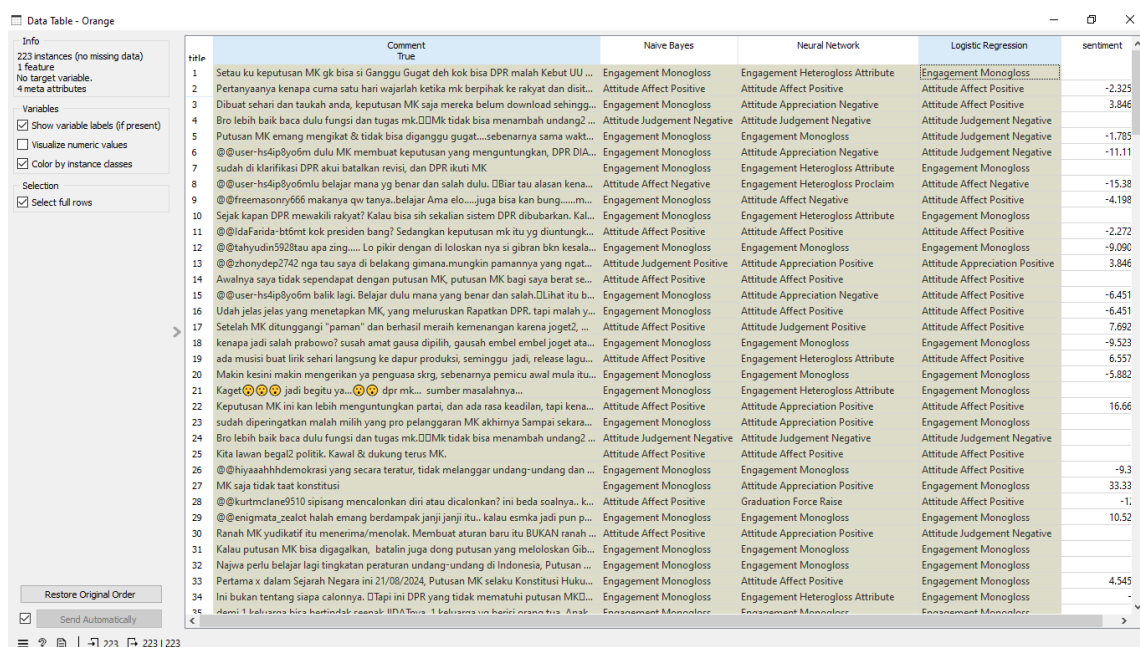 Data Table - Orange
Info
223 instances (no missing data)
1 feature
No target variable.
4 meta attributes
Variables
Show variable labels (if present)
Visualize numeric values
Color by instance classes
Selection
Select full rows
Restore Original Order
Send Automatically
223 223 | 223
title Comment True Naive Bayes Neural Network Logistic Regression sentiment
1 Setau ku keputusan MK gk bisa si Ganggu Gugat deh kok bisa DPR malah Kebut UU ... Engagement Monogloss Engagement Heterogloss Attribute Engagement Monogloss
2 Pertanyaanya kenapa cuma satu hari wajarlah ketika mk berpihak ke rakyat dan disit... Attitude Affect Positive Attitude Affect Positive Attitude Affect Positive -2.325
3 Dibuat sehari dan taukah anda, keputusan MK saja mereka belum download sehingg... Engagement Monogloss Attitude Appreciation Negative Attitude Affect Positive 3.846
4 Bro lebih baik baca dulu fungsi dan tugas mk.▯▯Mk tidak bisa menambah undang2 ... Attitude Judgement Negative Attitude Judgement Negative Attitude Judgement Negative
5 Putusan MK emang mengikat & tidak bisa diganggu gugat....sebenarnya sama wakt... Engagement Monogloss Engagement Monogloss Attitude Judgement Negative -1.785
6 @@user-hs4ip8yo6m dulu MK membuat keputusan yang menguntungkan, DPR DIA... Engagement Monogloss Attitude Appreciation Negative Attitude Judgement Negative -11.11
7 sudah di klarifikasi DPR akui batalkan revisi, dan DPR ikuti MK Engagement Monogloss Engagement Heterogloss Attribute Engagement Monogloss
8 @@user-hs4ip8yo6mlu belajar mana yg benar dan salah dulu. ▯Biar tau alasan kena... Attitude Affect Negative Engagement Heterogloss Proclaim Attitude Affect Negative -15.38
9 @@freemasonry666 makanya qw tanya..belajar Ama elo.....juga bisa kan bung......m... Engagement Monogloss Attitude Affect Negative Engagement Monogloss -4.198
10 Sejak kapan DPR mewakili rakyat? Kalau bisa sih sekalian sistem DPR dibubarkan. Kal... Engagement Monogloss Engagement Heterogloss Attribute Engagement Monogloss
11 @@IdaFarida-bt6mt kok presiden bang? Sedangkan keputusan mk itu yg diuntungk... Attitude Affect Positive Attitude Affect Positive Attitude Affect Positive -2.272
12 @@tahyudin5928tau apa zing..... Lo pikir dengan di loloskan nya si gibran bkn kesala... Engagement Monogloss Engagement Monogloss Engagement Monogloss -9.090
13 @@zhonydep2742 nga tau saya di belakang gimana.mungkin pamannya yang ngat... Attitude Judgement Positive Attitude Appreciation Positive Attitude Appreciation Positive 3.846
14 Awalnya saya tidak sependapat dengan putusan MK, putusan MK bagi saya berat se... Attitude Affect Positive Attitude Affect Positive Attitude Affect Positive
15 @@user-hs4ip8yo6m balik lagi. Belajar dulu mana yang benar dan salah.▯Lihat itu b... Engagement Monogloss Attitude Appreciation Negative Attitude Affect Positive -6.451
16 Udah jelas jelas yang menetapkan MK, yang meluruskan Rapatkan DPR. tapi malah y... Attitude Affect Positive Engagement Monogloss Attitude Affect Positive -6.451
17 Setelah MK ditunggangi "paman" dan berhasil meraih kemenangan karena joget2, ... Attitude Affect Positive Attitude Judgement Positive Attitude Affect Positive 7.692
18 kenapa jadi salah prabowo? susah amat gausa dipilih, gausah embel embel joget ata... Engagement Monogloss Engagement Monogloss Engagement Monogloss -9.523
19 ada musisi buat lirik sehari langsung ke dapur produksi, seminggu jadi, release lagu... Attitude Affect Positive Engagement Heterogloss Attribute Attitude Affect Positive 6.557
20 Makin kesini makin mengerikan ya penguasa skrg, sebenarnya pemicu awal mula itu... Engagement Monogloss Engagement Monogloss Engagement Monogloss -5.882
21 Kaget😮😮😮 jadi begitu ya...😮😮 dpr mk... sumber masalahnya... Engagement Monogloss Engagement Heterogloss Attribute Engagement Monogloss
22 Keputusan MK ini kan lebih menguntungkan partai, dan ada rasa keadilan, tapi kena... Attitude Affect Positive Attitude Appreciation Positive Attitude Affect Positive 16.66
23 sudah diperingatkan malah milih yang pro pelanggaran MK akhirnya Sampai sekara... Engagement Monogloss Attitude Appreciation Positive Engagement Monogloss
24 Bro lebih baik baca dulu fungsi dan tugas mk.▯▯Mk tidak bisa menambah undang2 ... Attitude Judgement Negative Attitude Judgement Negative Attitude Judgement Negative
25 Kita lawan begal2 politik. Kawal & dukung terus MK. Attitude Affect Positive Attitude Affect Positive Attitude Affect Positive
26 @@hiyaaahhhdemokrasi yang secara teratur, tidak melanggar undang-undang dan ... Engagement Monogloss Engagement Monogloss Engagement Monogloss -9.3
27 MK saja tidak taat konstitusi Engagement Monogloss Attitude Appreciation Positive Engagement Monogloss 33.33
28 @@kurtmclane9510 sipisang mencalonkan diri atau dicalonkan? ini beda soalnya.. k... Attitude Affect Positive Graduation Force Raise Attitude Affect Positive
29 @@enigmata_zealot halah emang berdampak janji janji itu.. kalau esmka jadi pun p... Engagement Monogloss Engagement Monogloss Engagement Monogloss 10.52
30 Ranah MK yudikatif itu menerima/menolak. Membuat aturan baru itu BUKAN ranah ... Attitude Affect Positive Attitude Appreciation Positive Attitude Judgement Negative
31 Kalau putusan MK bisa digagalkan, batalin juga dong putusan yang meloloskan Gib... Engagement Monogloss Engagement Monogloss Engagement Monogloss
32 Najwa perlu belajar lagi tingkatan peraturan undang-undang di Indonesia, Putusan ... Engagement Monogloss Engagement Monogloss Engagement Monogloss
33 Pertama x dalam Sejarah Negara ini 21/08/2024, Putusan MK selaku Konstitusi Huku... Engagement Monogloss Attitude Affect Positive Engagement Monogloss 4.545
34 Ini bukan tentang siapa calonnya. ▯Tapi ini DPR yang tidak mematuhi putusan MK▯... Engagement Monogloss Engagement Heterogloss Attribute Engagement Monogloss